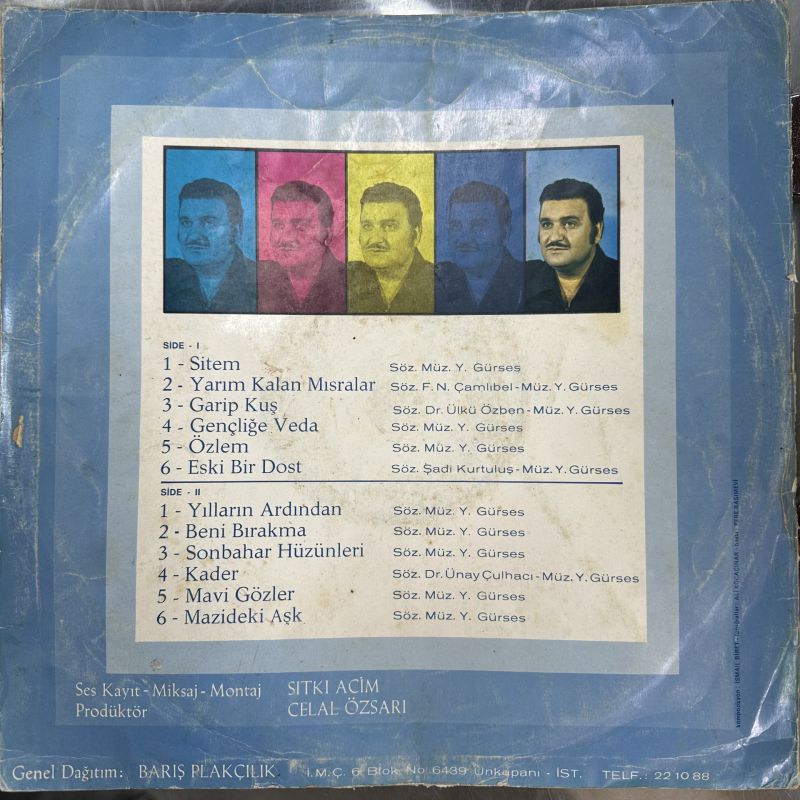 SIDE - I
1 - Sitem Söz. Müz. Y. Gürses
2 - Yarım Kalan Mısralar Söz. F. N. Çamlıbel - Müz. Y. Gürses
3 - Garip Kuş Söz. Dr. Ülkü Özben - Müz. Y. Gürses
4 - Gençliğe Veda Söz. Müz. Y. Gürses
5 - Özlem Söz. Müz. Y. Gürses
6 - Eski Bir Dost Söz. Şadi Kurtuluş - Müz. Y. Gürses
SIDE - II
1 - Yılların Ardından Söz. Müz. Y. Gürses
2 - Beni Bırakma Söz. Müz. Y. Gürses
3 - Sonbahar Hüzünleri Söz. Müz. Y. Gürses
4 - Kader Söz. Dr. Ünay Çulhacı - Müz. Y. Gürses
5 - Mavi Gözler Söz. Müz. Y. Gürses
6 - Mazideki Aşk Söz. Müz. Y. Gürses
Ses Kayıt - Miksaj - Montaj SITKI ACİM
Prodüktör CELAL ÖZSARI
Genel Dağıtım: BARIŞ PLAKÇILIK İ.M.Ç. 6. Blok. No. 6439 Unkapanı - İST. TELF.: 22 10 88
kompozisyon: İSMAİL BİRET